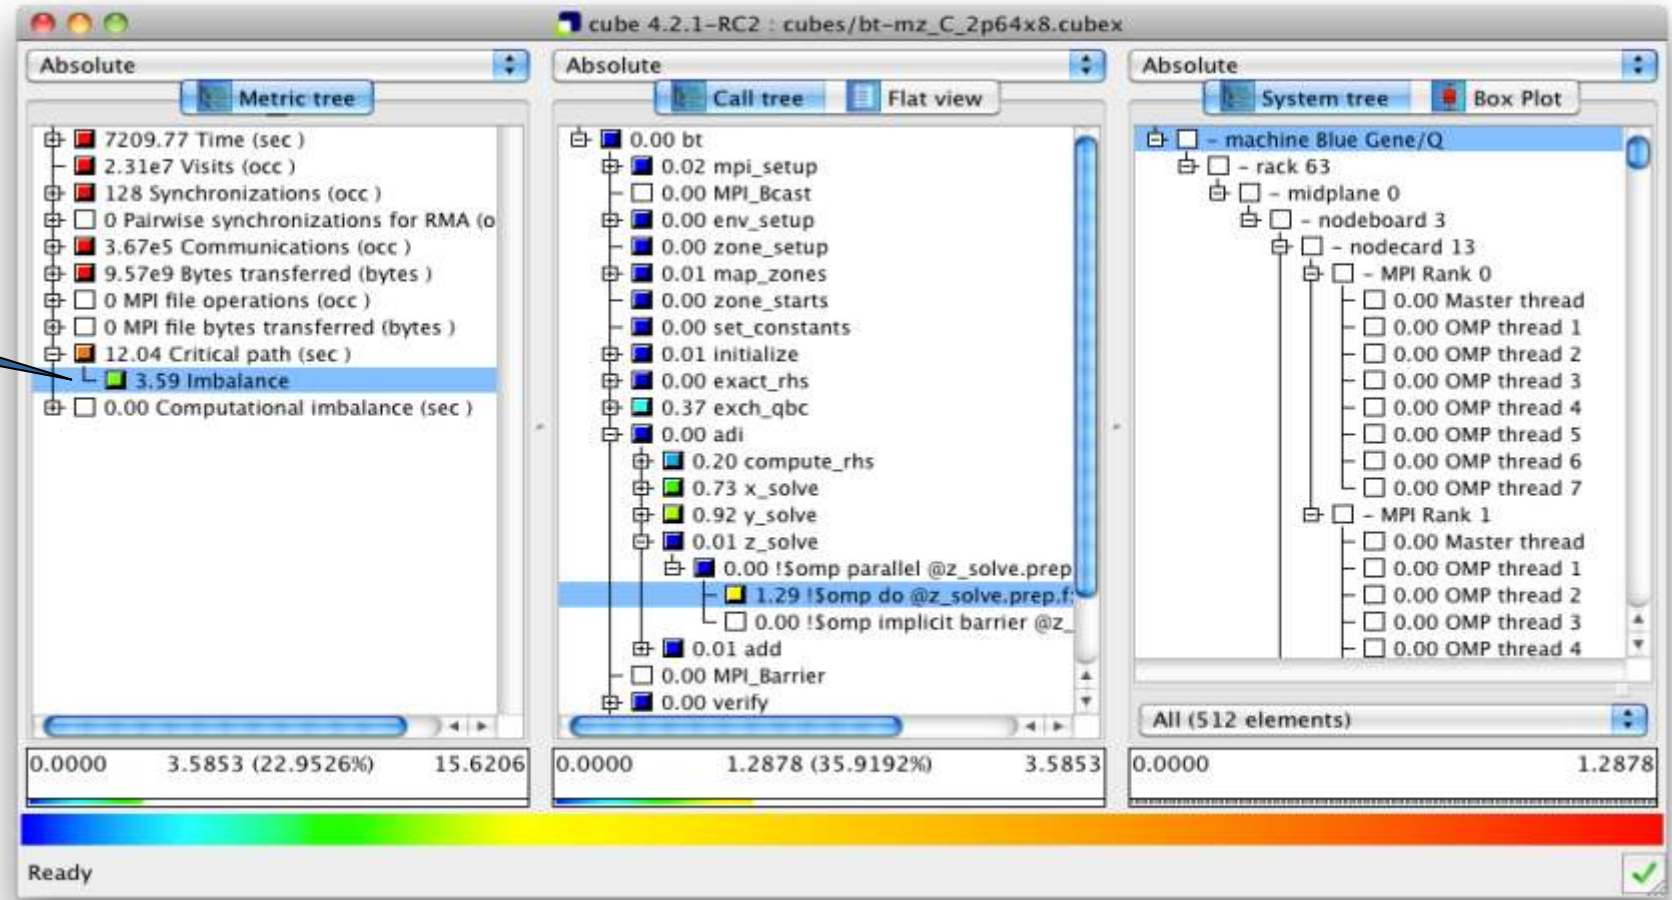 cube 4.2.1-RC2 : cubes/bt-mz_C_2p64x8.cubex
Absolute
Metric tree
7209.77 Time (sec )
2.31e7 Visits (occ )
128 Synchronizations (occ )
0 Pairwise synchronizations for RMA (o
3.67e5 Communications (occ )
9.57e9 Bytes transferred (bytes )
0 MPI file operations (occ )
0 MPI file bytes transferred (bytes )
12.04 Critical path (sec )
3.59 Imbalance
0.00 Computational imbalance (sec )
0.0000 3.5853 (22.9526%) 15.6206
Absolute
Call tree
Flat view
0.00 bt
0.02 mpi_setup
0.00 MPI_Bcast
0.00 env_setup
0.00 zone_setup
0.01 map_zones
0.00 zone_starts
0.00 set_constants
0.01 initialize
0.00 exact_rhs
0.37 exch_qbc
0.00 adi
0.20 compute_rhs
0.73 x_solve
0.92 y_solve
0.01 z_solve
0.00 !$omp parallel @z_solve.prep
1.29 !$omp do @z_solve.prep.f:
0.00 !$omp implicit barrier @z_
0.01 add
0.00 MPI_Barrier
0.00 verify
0.0000 1.2878 (35.9192%) 3.5853
Absolute
System tree
Box Plot
- machine Blue Gene/Q
- rack 63
- midplane 0
- nodeboard 3
- nodecard 13
- MPI Rank 0
0.00 Master thread
0.00 OMP thread 1
0.00 OMP thread 2
0.00 OMP thread 3
0.00 OMP thread 4
0.00 OMP thread 5
0.00 OMP thread 6
0.00 OMP thread 7
- MPI Rank 1
0.00 Master thread
0.00 OMP thread 1
0.00 OMP thread 2
0.00 OMP thread 3
0.00 OMP thread 4
All (512 elements)
0.0000 1.2878
Ready